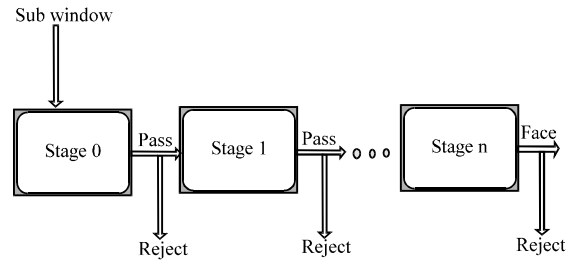 Sub window
Stage 0
Pass
Stage 1
Pass
Stage n
Face
Reject
Reject
Reject